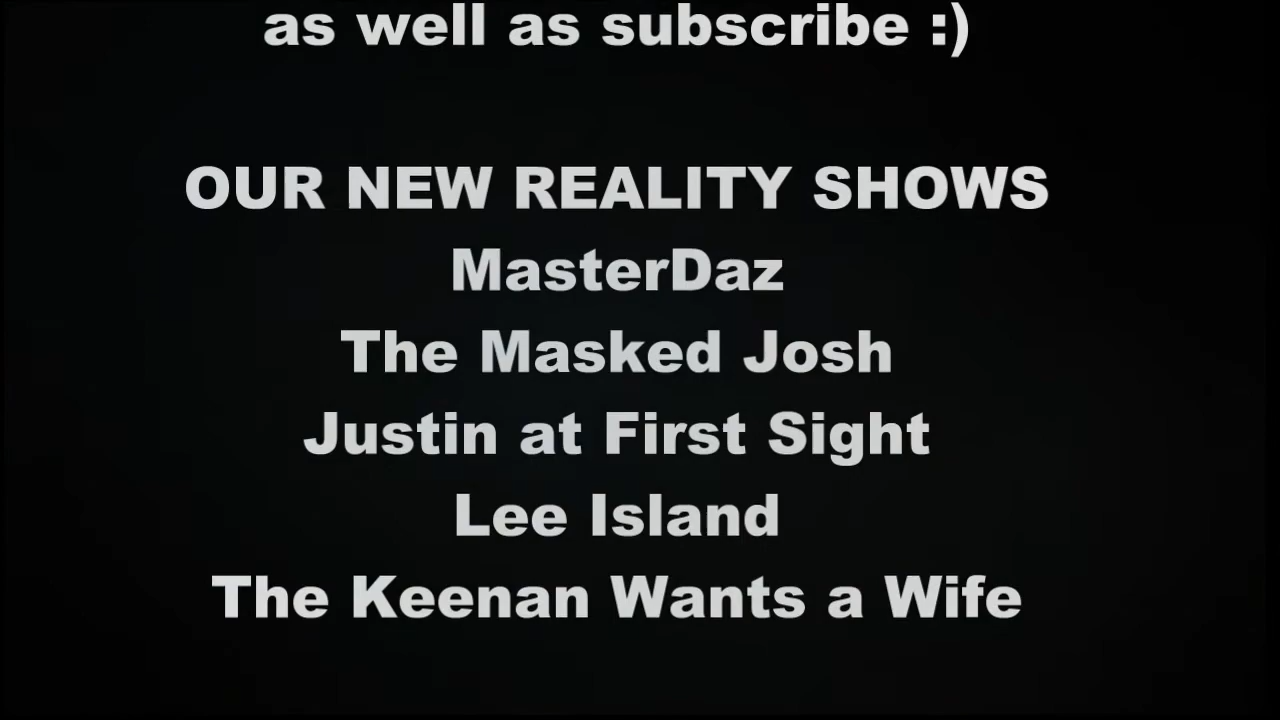 as well as subscribe :)
OUR NEW REALITY SHOWS
MasterDaz
The Masked Josh
Justin at First Sight
Lee Island
The Keenan Wants a Wife